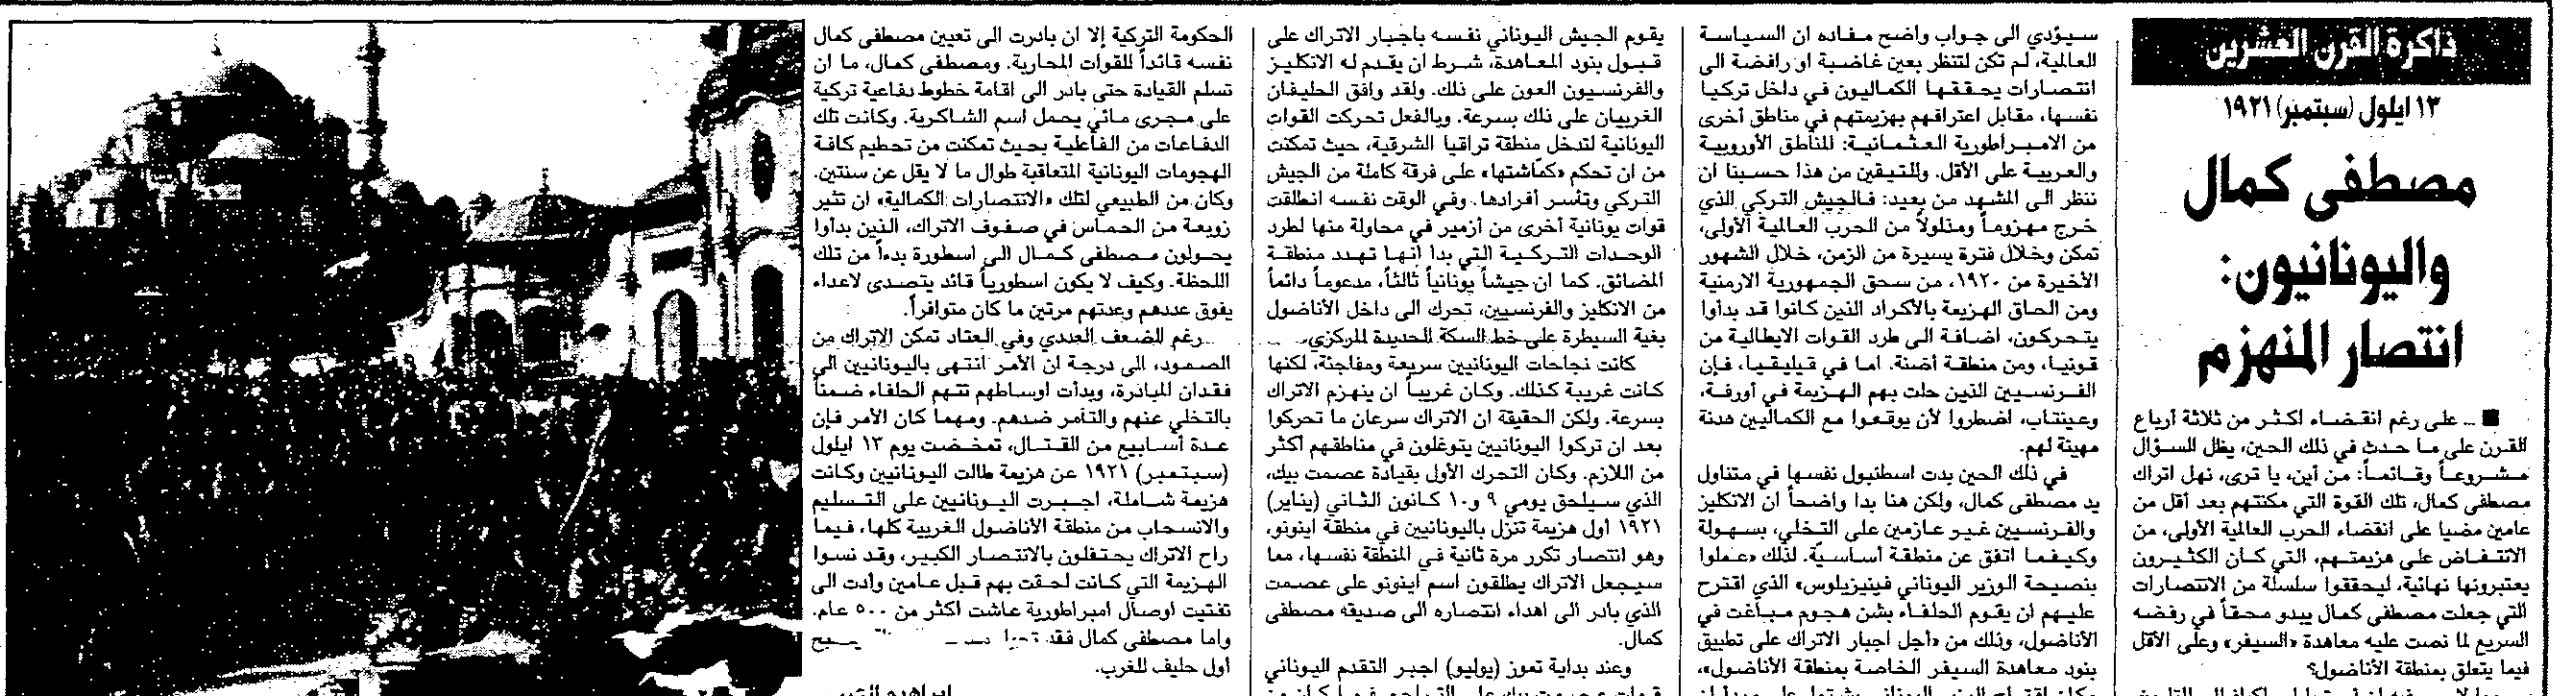 ذاكرة القرن العشرين
١٣ ايلول (سبتمبر) ١٩٢١
مصطفى كمال
واليونانيون:
انتصار المنهزم
■ ـ على رغم انقضاء اكثر من ثلاثة أرباع
القرن على ما حدث في ذلك الحين، يظل السؤال
مشروعاً وقائماً: من أين، يا ترى، نهل اتراك
مصطفى كمال، تلك القوة التي مكنتهم بعد أقل من
عامين مضيا على انقضاء الحرب العالمية الأولى، من
الانتفاض على هزيمتهم، التي كان الكثيرون
يعتبرونها نهائية، ليحققوا سلسلة من الانتصارات
التي جعلت مصطفى كمال يبدو محقاً في رفضه
السريع لما نصت عليه معاهدة «السيفر» وعلى الأقل
فيما يتعلق بمنطقة الأناضول؟
سيؤدي الى جواب واضح مفاده ان السياسة
العالمية، لم تكن لتنظر بعين غاضبة او رافضة الى
انتصارات يحققها الكماليون في داخل تركيا
نفسها، مقابل اعترافهم بهزيمتهم في مناطق أخرى
من الامبراطورية العثمانية: المناطق الأوروبية
والعربية على الأقل. وللتيقين من هذا حسبنا ان
ننظر الى المشهد من بعيد: فالجيش التركي الذي
خرج مهزوماً ومذلولاً من الحرب العالمية الأولى،
تمكن وخلال فترة يسيرة من الزمن، خلال الشهور
الأخيرة من ١٩٢٠، من سحق الجمهورية الارمنية
ومن الحاق الهزيمة بالأكراد الذين كانوا قد بدأوا
يتحركون، اضافة الى طرد القوات الايطالية من
قونيا، ومن منطقة أضنة. اما في قيليقيا، فإن
الفرنسيين الذين حلت بهم الهزيمة في أورفة،
وعينتاب، اضطروا لأن يوقعوا مع الكماليين هدنة
مهينة لهم.
في ذلك الحين بدت اسطنبول نفسها في متناول
يد مصطفى كمال، ولكن هنا بدا واضحاً ان الانكليز
والفرنسيين غير عازمين على التخلي، بسهولة
وكيفما اتفق عن منطقة أساسية. لذلك «عملوا
بنصيحة الوزير اليوناني فينيزيلوس» الذي اقترح
عليهم ان يقوم الحلفاء بشن هجوم مباغت في
الأناضول، وذلك من «أجل اجبار الاتراك على تطبيق
بنود معاهدة السيفر الخاصة بمنطقة الأناضول»،
يقوم الجيش اليوناني نفسه باجبار الاتراك على
قبول بنود المعاهدة، شرط ان يقدم له الانكليز
والفرنسيون العون على ذلك. ولقد وافق الحليفان
الغربيان على ذلك بسرعة. وبالفعل تحركت القوات
اليونانية لتدخل منطقة تراقيا الشرقية، حيث تمكنت
من ان تحكم «كماشتها» على فرقة كاملة من الجيش
التركي وتأسر أفرادها. وفي الوقت نفسه انطلقت
قوات يونانية أخرى من أزمير في محاولة منها لطرد
الوحدات التركية التي بدا أنها تهدد منطقة
المضائق. كما ان جيشاً يونانياً ثالثاً، مدعوماً دائماً
من الانكليز والفرنسيين، تحرك الى داخل الأناضول
بغية السيطرة على خط السكة الحديدة المركزي.
كانت نجاحات اليونانيين سريعة ومفاجئة، لكنها
كانت غريبة كذلك. وكان غريباً ان ينهزم الاتراك
بسرعة. ولكن الحقيقة ان الاتراك سرعان ما تحركوا
بعد ان تركوا اليونانيين يتوغلون في مناطقهم اكثر
من اللازم. وكان التحرك الأول بقيادة عصمت بيك،
الذي سيلحق يومي ٩ و١٠ كانون الثاني (يناير)
١٩٢١ أول هزيمة تنزل باليونانيين في منطقة اينونو،
وهو انتصار تكرر مرة ثانية في المنطقة نفسها، مما
سيجعل الاتراك يطلقون اسم اينونو على عصمت
الذي بادر الى اهداء انتصاره الى صديقه مصطفى
كمال.
وعند بداية تموز (يوليو) اجبر التقدم اليوناني
الحكومة التركية إلا ان بادرت الى تعيين مصطفى كمال
نفسه قائداً للقوات المحاربة. ومصطفى كمال، ما ان
تسلم القيادة حتى بادر الى اقامة خطوط دفاعية تركية
على مجرى مائي يحمل اسم الشاكرية. وكانت تلك
الدفاعات من الفاعلية بحيث تمكنت من تحطيم كافة
الهجومات اليونانية المتعاقبة طوال ما لا يقل عن سنتين.
وكان من الطبيعي لتلك «الانتصارات الكمالية» ان تثير
زوبعة من الحماس في صفوف الاتراك، الذين بدأوا
يحولون مصطفى كمال الى اسطورة بدءاً من تلك
اللحظة. وكيف لا يكون اسطورياً قائد يتصدى لاعداء
يفوق عددهم وعدتهم مرتين ما كان متوافراً.
رغم الضعف العددي وفي العتاد تمكن الاتراك من
الصمود، الى درجة ان الأمر انتهى باليونانيين الى
فقدان المبادرة، وبدأت اوساطهم تتهم الحلفاء ضمناً
بالتخلي عنهم والتآمر ضدهم. ومهما كان الأمر فإن
عدة أسابيع من القتال، تمخضت يوم ١٣ ايلول
(سبتمبر) ١٩٢١ عن هزيمة طالت اليونانيين وكانت
هزيمة شاملة، اجبرت اليونانيين على التسليم
والانسحاب من منطقة الأناضول الغربية كلها، فيما
راح الاتراك يحتفلون بالانتصار الكبير، وقد نسوا
الهزيمة التي كانت لحقت بهم قبل عامين وأدت الى
تفتيت اوصال امبراطورية عاشت اكثر من ٥٠٠ عام.
واما مصطفى كمال فقد
أول حليف للغرب.